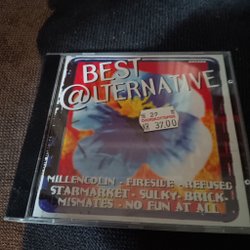 BEST
@LTERNATIVE
37.00
MILLENCOLIN - FIRESIDE - REFUSED
STARMARKET - SULKY - BRICK
MISMATES - NO FUN AT ALL